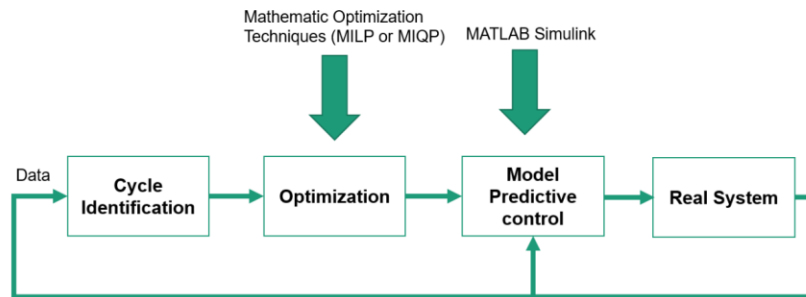 Mathematic Optimization
Techniques (MILP or MIQP)
MATLAB Simulink
Data
Cycle
Identification
Optimization
Model
Predictive
control
Real System